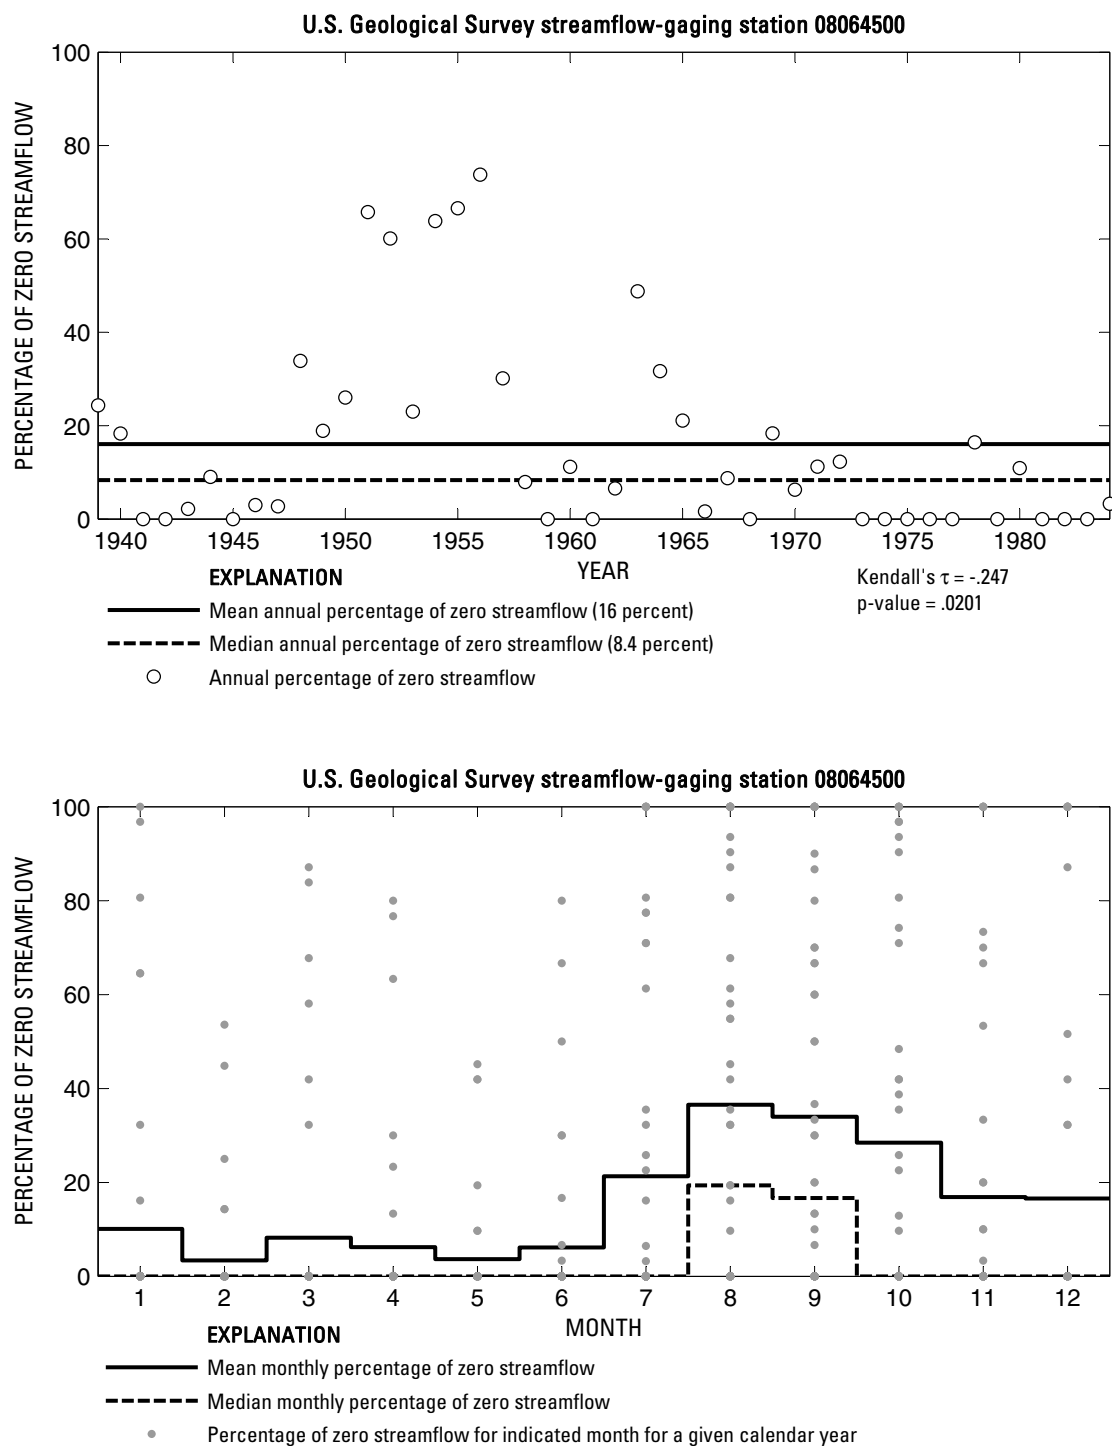 U.S. Geological Survey streamflow-gaging station 08064500
PERCENTAGE OF ZERO STREAMFLOW
100
80
60
40
20
0
1940 1945 1950 1955 1960 1965 1970 1975 1980
YEAR
EXPLANATION
Mean annual percentage of zero streamflow (16 percent)
Median annual percentage of zero streamflow (8.4 percent)
Annual percentage of zero streamflow
Kendall's τ = -.247
p-value = .0201
U.S. Geological Survey streamflow-gaging station 08064500
PERCENTAGE OF ZERO STREAMFLOW
100
80
60
40
20
0
1 2 3 4 5 6 7 8 9 10 11 12
MONTH
EXPLANATION
Mean monthly percentage of zero streamflow
Median monthly percentage of zero streamflow
Percentage of zero streamflow for indicated month for a given calendar year